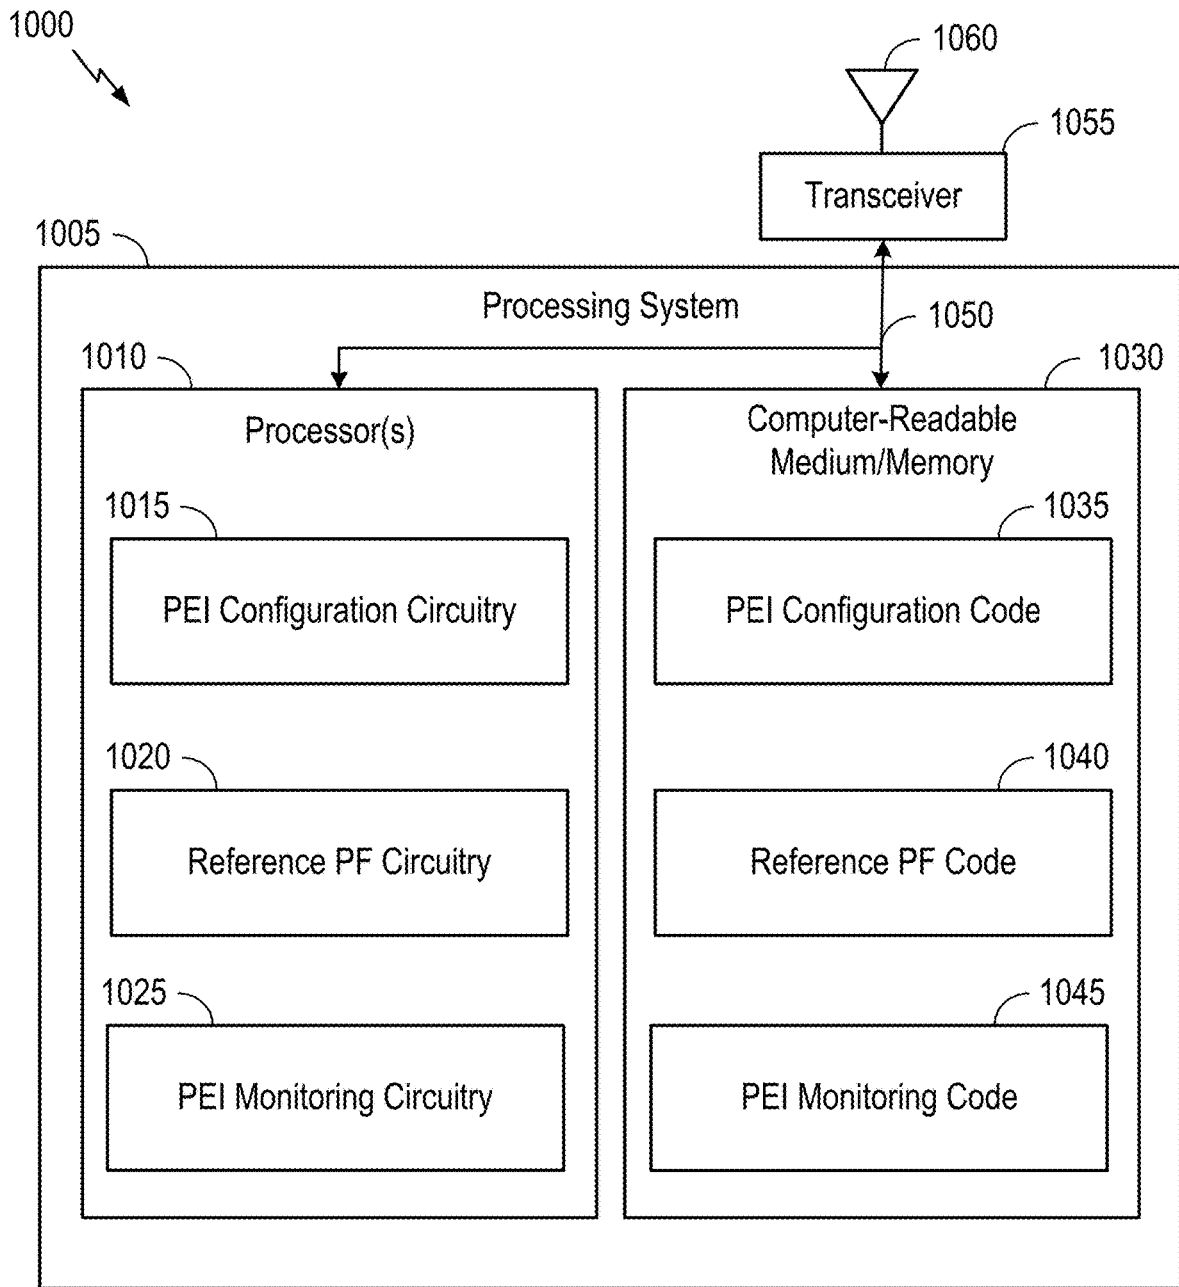 1000
1060
1055
Transceiver
1005
Processing System
1050
1010
1030
Processor(s)
Computer-Readable
Medium/Memory
1015
1035
PEI Configuration Circuitry
PEI Configuration Code
1020
1040
Reference PF Circuitry
Reference PF Code
1025
1045
PEI Monitoring Circuitry
PEI Monitoring Code